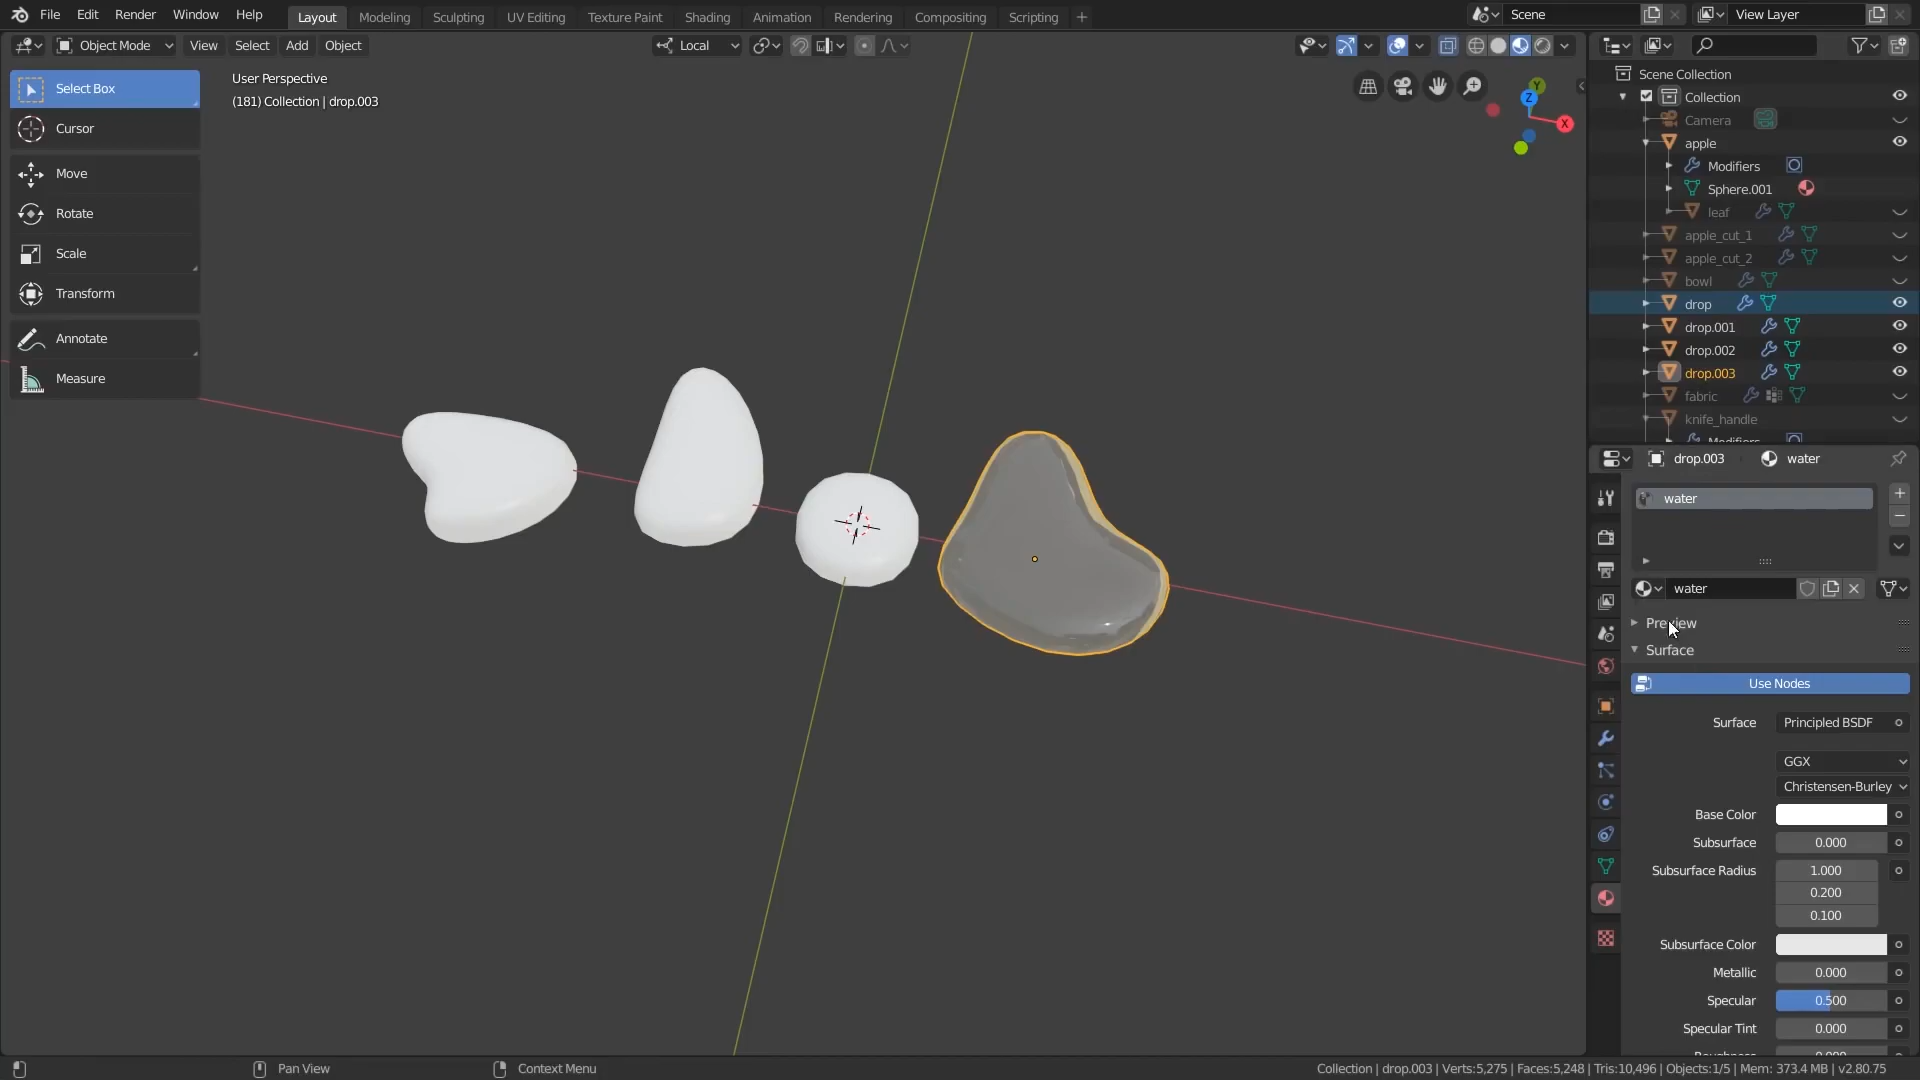 File Edit Render Window Help Layout Modeling Sculpting UV Editing Texture Paint Shading Animation Rendering Compositing Scripting + Scene View Layer
Object Mode View Select Add Object Local
Select Box
Cursor
Move
Rotate
Scale
Transform
Annotate
Measure
User Perspective
(181) Collection | drop.003
Y
Z
X
Scene Collection
Collection
Camera
apple
Modifiers
Sphere.001
leaf
apple_cut_1
apple_cut_2
bowl
drop
drop.001
drop.002
drop.003
fabric
knife_handle
Modifiers
drop.003 water
water
water
Preview
Surface
Use Nodes
Surface Principled BSDF
GGX
Christensen-Burley
Base Color
Subsurface 0.000
Subsurface Radius 1.000
0.200
0.100
Subsurface Color
Metallic 0.000
Specular 0.500
Specular Tint 0.000
Roughness 0.000
Pan View Context Menu Collection | drop.003 | Verts:5,275 | Faces:5,248 | Tris:10,496 | Objects:1/5 | Mem: 373.4 MB | v2.80.75